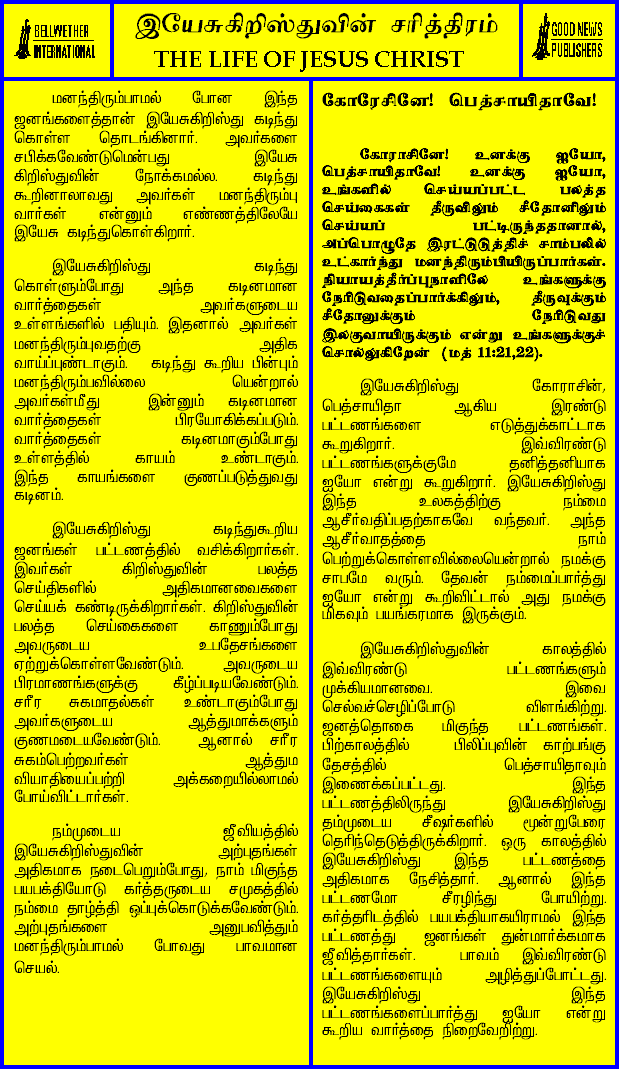 BELLWETHER
INTERNATIONAL
இயேசுகிறிஸ்துவின் சரித்திரம்
THE LIFE OF JESUS CHRIST
GOOD NEWS
PUBLISHERS
மனந்திரும்பாமல் போன இந்த
ஜனங்களைத்தான் இயேசுகிறிஸ்து கடிந்து
கொள்ள தொடங்கினார். அவர்களை
சபிக்கவேண்டுமென்பது இயேசு
கிறிஸ்துவின் நோக்கமல்ல. கடிந்து
கூறினாலாவது அவர்கள் மனந்திரும்பு
வார்கள் என்னும் எண்ணத்திலேயே
இயேசு கடிந்துகொள்கிறார்.
இயேசுகிறிஸ்து கடிந்து
கொள்ளும்போது அந்த கடினமான
வார்த்தைகள் அவர்களுடைய
உள்ளங்களில் பதியும். இதனால் அவர்கள்
மனந்திரும்புவதற்கு அதிக
வாய்ப்புண்டாகும். கடிந்து கூறிய பின்பும்
மனந்திரும்பவில்லை யென்றால்
அவர்கள்மீது இன்னும் கடினமான
வார்த்தைகள் பிரயோகிக்கப்படும்.
வார்த்தைகள் கடினமாகும்போது
உள்ளத்தில் காயம் உண்டாகும்.
இந்த காயங்களை குணப்படுத்துவது
கடினம்.
இயேசுகிறிஸ்து கடிந்துகூறிய
ஜனங்கள் பட்டணத்தில் வசிக்கிறார்கள்.
இவர்கள் கிறிஸ்துவின் பலத்த
செய்திகளில் அதிகமானவைகளை
செய்யக் கண்டிருக்கிறார்கள். கிறிஸ்துவின்
பலத்த செய்கைகளை காணும்போது
அவருடைய உபதேசங்களை
ஏற்றுக்கொள்ளவேண்டும். அவருடைய
பிரமாணங்களுக்கு கீழ்ப்படியவேண்டும்.
சரீர சுகமாதல்கள் உண்டாகும்போது
அவர்களுடைய ஆத்துமாக்களும்
குணமடையவேண்டும். ஆனால் சரீர
சுகம்பெற்றவர்கள் ஆத்தும
வியாதியைப்பற்றி அக்கறையில்லாமல்
போய்விட்டார்கள்.
நம்முடைய ஜீவியத்தில்
இயேசுகிறிஸ்துவின் அற்புதங்கள்
அதிகமாக நடைபெறும்போது, நாம் மிகுந்த
பயபக்தியோடு கர்த்தருடைய சமுகத்தில்
நம்மை தாழ்த்தி ஒப்புக்கொடுக்கவேண்டும்.
அற்புதங்களை அனுபவித்தும்
மனந்திரும்பாமல் போவது பாவமான
செயல்.
கோரேசினே! பெத்சாயிதாவே!
கோராசினே! உனக்கு ஐயோ,
பெத்சாயிதாவே! உனக்கு ஐயோ,
உங்களில் செய்யப்பட்ட பலத்த
செய்கைகள் தீருவிலும் சீதோனிலும்
செய்யப் பட்டிருந்ததானால்,
அப்பொழுதே இரட்டுடுத்திச் சாம்பலில்
உட்கார்ந்து மனந்திரும்பியிருப்பார்கள்.
நியாயத்தீர்ப்புநாளிலே உங்களுக்கு
நேரிடுவதைப்பார்க்கிலும், தீருவுக்கும்
சீதோனுக்கும் நேரிடுவது
இலகுவாயிருக்கும் என்று உங்களுக்குச்
சொல்லுகிறேன் (மத் 11:21,22).
இயேசுகிறிஸ்து கோராசின்,
பெத்சாயிதா ஆகிய இரண்டு
பட்டணங்களை எடுத்துக்காட்டாக
கூறுகிறார். இவ்விரண்டு
பட்டணங்களுக்குமே தனித்தனியாக
ஐயோ என்று கூறுகிறார். இயேசுகிறிஸ்து
இந்த உலகத்திற்கு நம்மை
ஆசீர்வதிப்பதற்காகவே வந்தவர். அந்த
ஆசீர்வாதத்தை நாம்
பெற்றுக்கொள்ளவில்லையென்றால் நமக்கு
சாபமே வரும். தேவன் நம்மைப்பார்த்து
ஐயோ என்று கூறிவிட்டால் அது நமக்கு
மிகவும் பயங்கரமாக இருக்கும்.
இயேசுகிறிஸ்துவின் காலத்தில்
இவ்விரண்டு பட்டணங்களும்
முக்கியமானவை. இவை
செல்வச்செழிப்போடு விளங்கிற்று.
ஜனத்தொகை மிகுந்த பட்டணங்கள்.
பிற்காலத்தில் பிலிப்புவின் காற்பங்கு
தேசத்தில் பெத்சாயிதாவும்
இணைக்கப்பட்டது. இந்த
பட்டணத்திலிருந்து இயேசுகிறிஸ்து
தம்முடைய சீஷர்களில் மூன்றுபேரை
தெரிந்தெடுத்திருக்கிறார். ஒரு காலத்தில்
இயேசுகிறிஸ்து இந்த பட்டணத்தை
அதிகமாக நேசித்தார். ஆனால் இந்த
பட்டணமோ சீரழிந்து போயிற்று.
கர்த்தரிடத்தில் பயபக்தியாகயிராமல் இந்த
பட்டணத்து ஜனங்கள் துன்மார்க்கமாக
ஜீவித்தார்கள். பாவம் இவ்விரண்டு
பட்டணங்களையும் அழித்துப்போட்டது.
இயேசுகிறிஸ்து இந்த
பட்டணங்களைப்பார்த்து ஐயோ என்று
கூறிய வார்த்தை நிறைவேறிற்று.